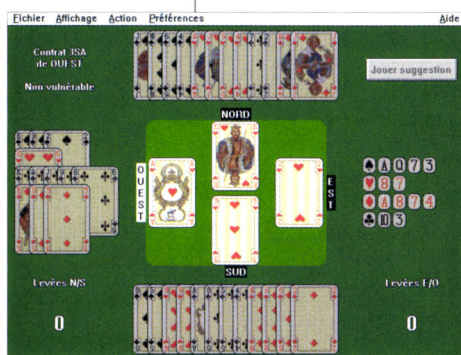 Fichier Affichage Action Préférences Aide
Contrat 3SA
de OUEST
Non vulnérable
Jouer suggestion
NORD
OUEST
EST
♠ A Q 7 3
♥ 8 7
♦ A 8 7 4
♣ 10 3
SUD
Levées N/S
0
Levées E/O
0